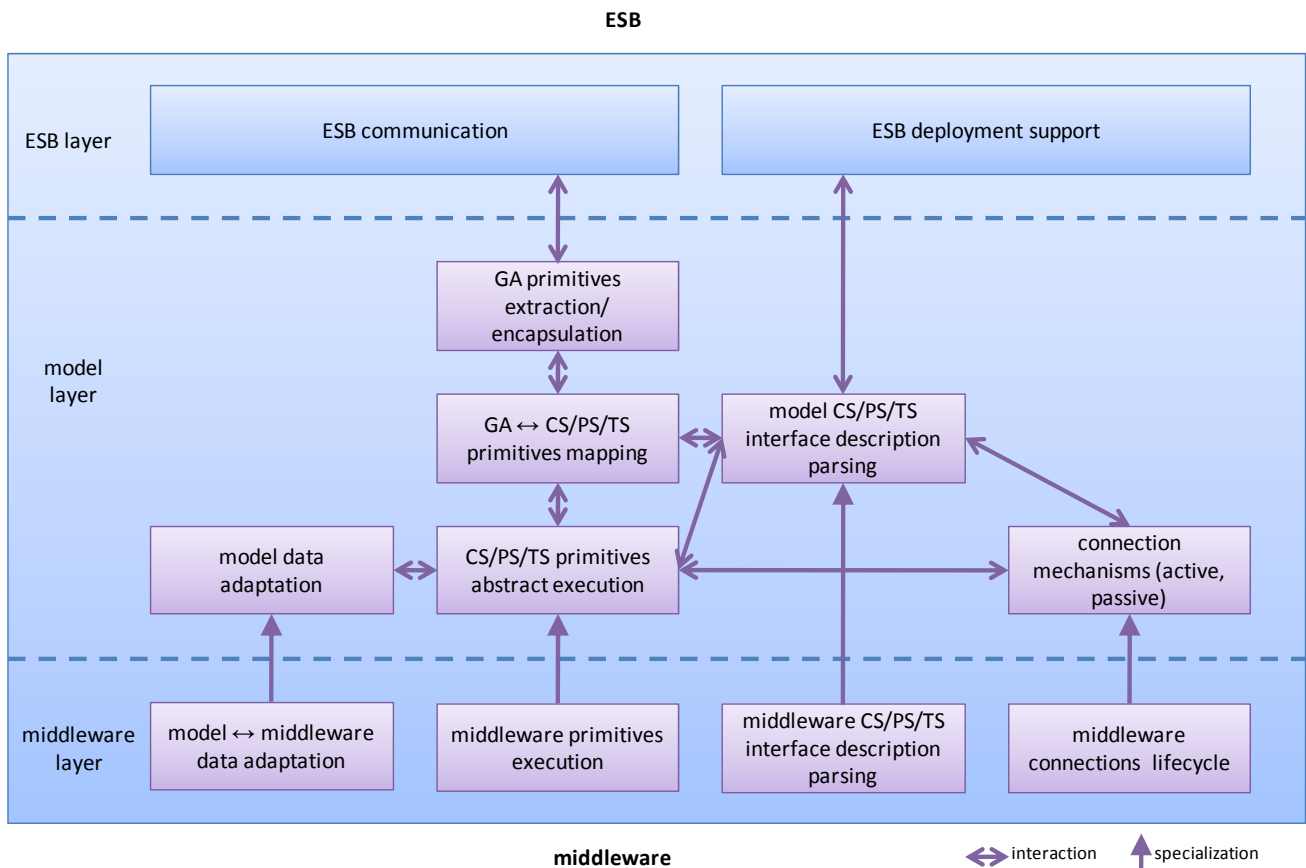 ESB
ESB layer
ESB communication
ESB deployment support
model
layer
GA primitives
extraction/
encapsulation
GA ↔ CS/PS/TS
primitives mapping
model CS/PS/TS
interface description
parsing
model data
adaptation
CS/PS/TS primitives
abstract execution
connection
mechanisms (active,
passive)
middleware
layer
model ↔ middleware
data adaptation
middleware primitives
execution
middleware CS/PS/TS
interface description
parsing
middleware
connections lifecycle
middleware
interaction
specialization